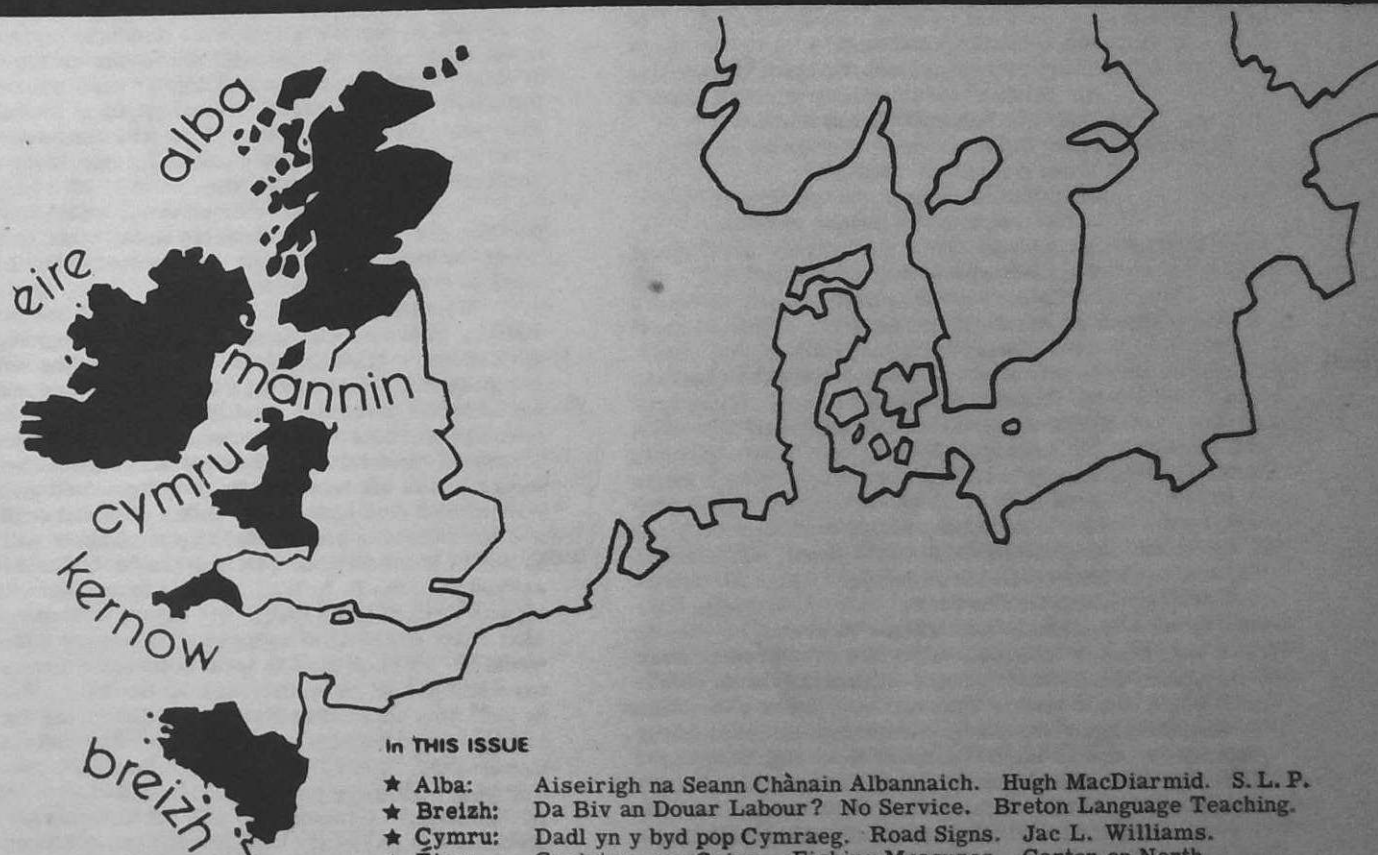 alba
eire
mannin
cymru
kernow
breizh
In THIS ISSUE
★ Alba: Aiseirigh na Seann Chànain Albannaich. Hugh MacDiarmid. S. L. P.
★ Breizh: Da Biv an Douar Labour? No Service. Breton Language Teaching.
★ Cymru: Dadl yn y byd pop Cymraeg. Road Signs. Jac L. Williams.